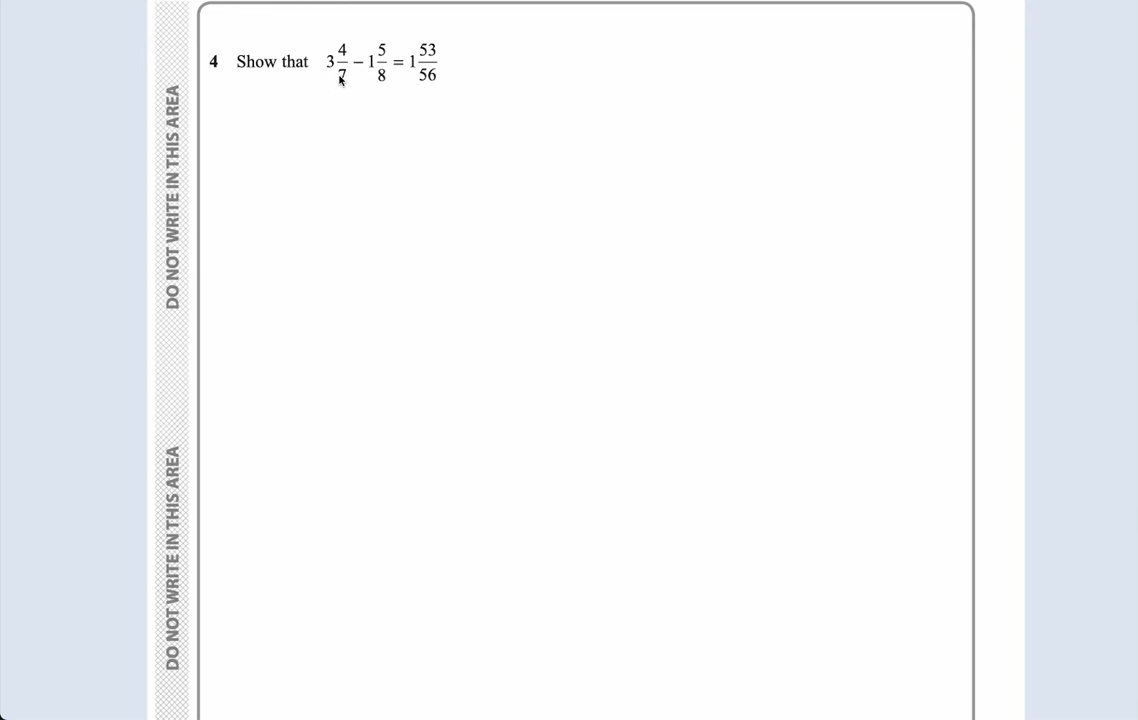 4 Show that 3 4/7 − 1 5/8 = 1 53/56
DO NOT WRITE IN THIS AREA
DO NOT WRITE IN THIS AREA